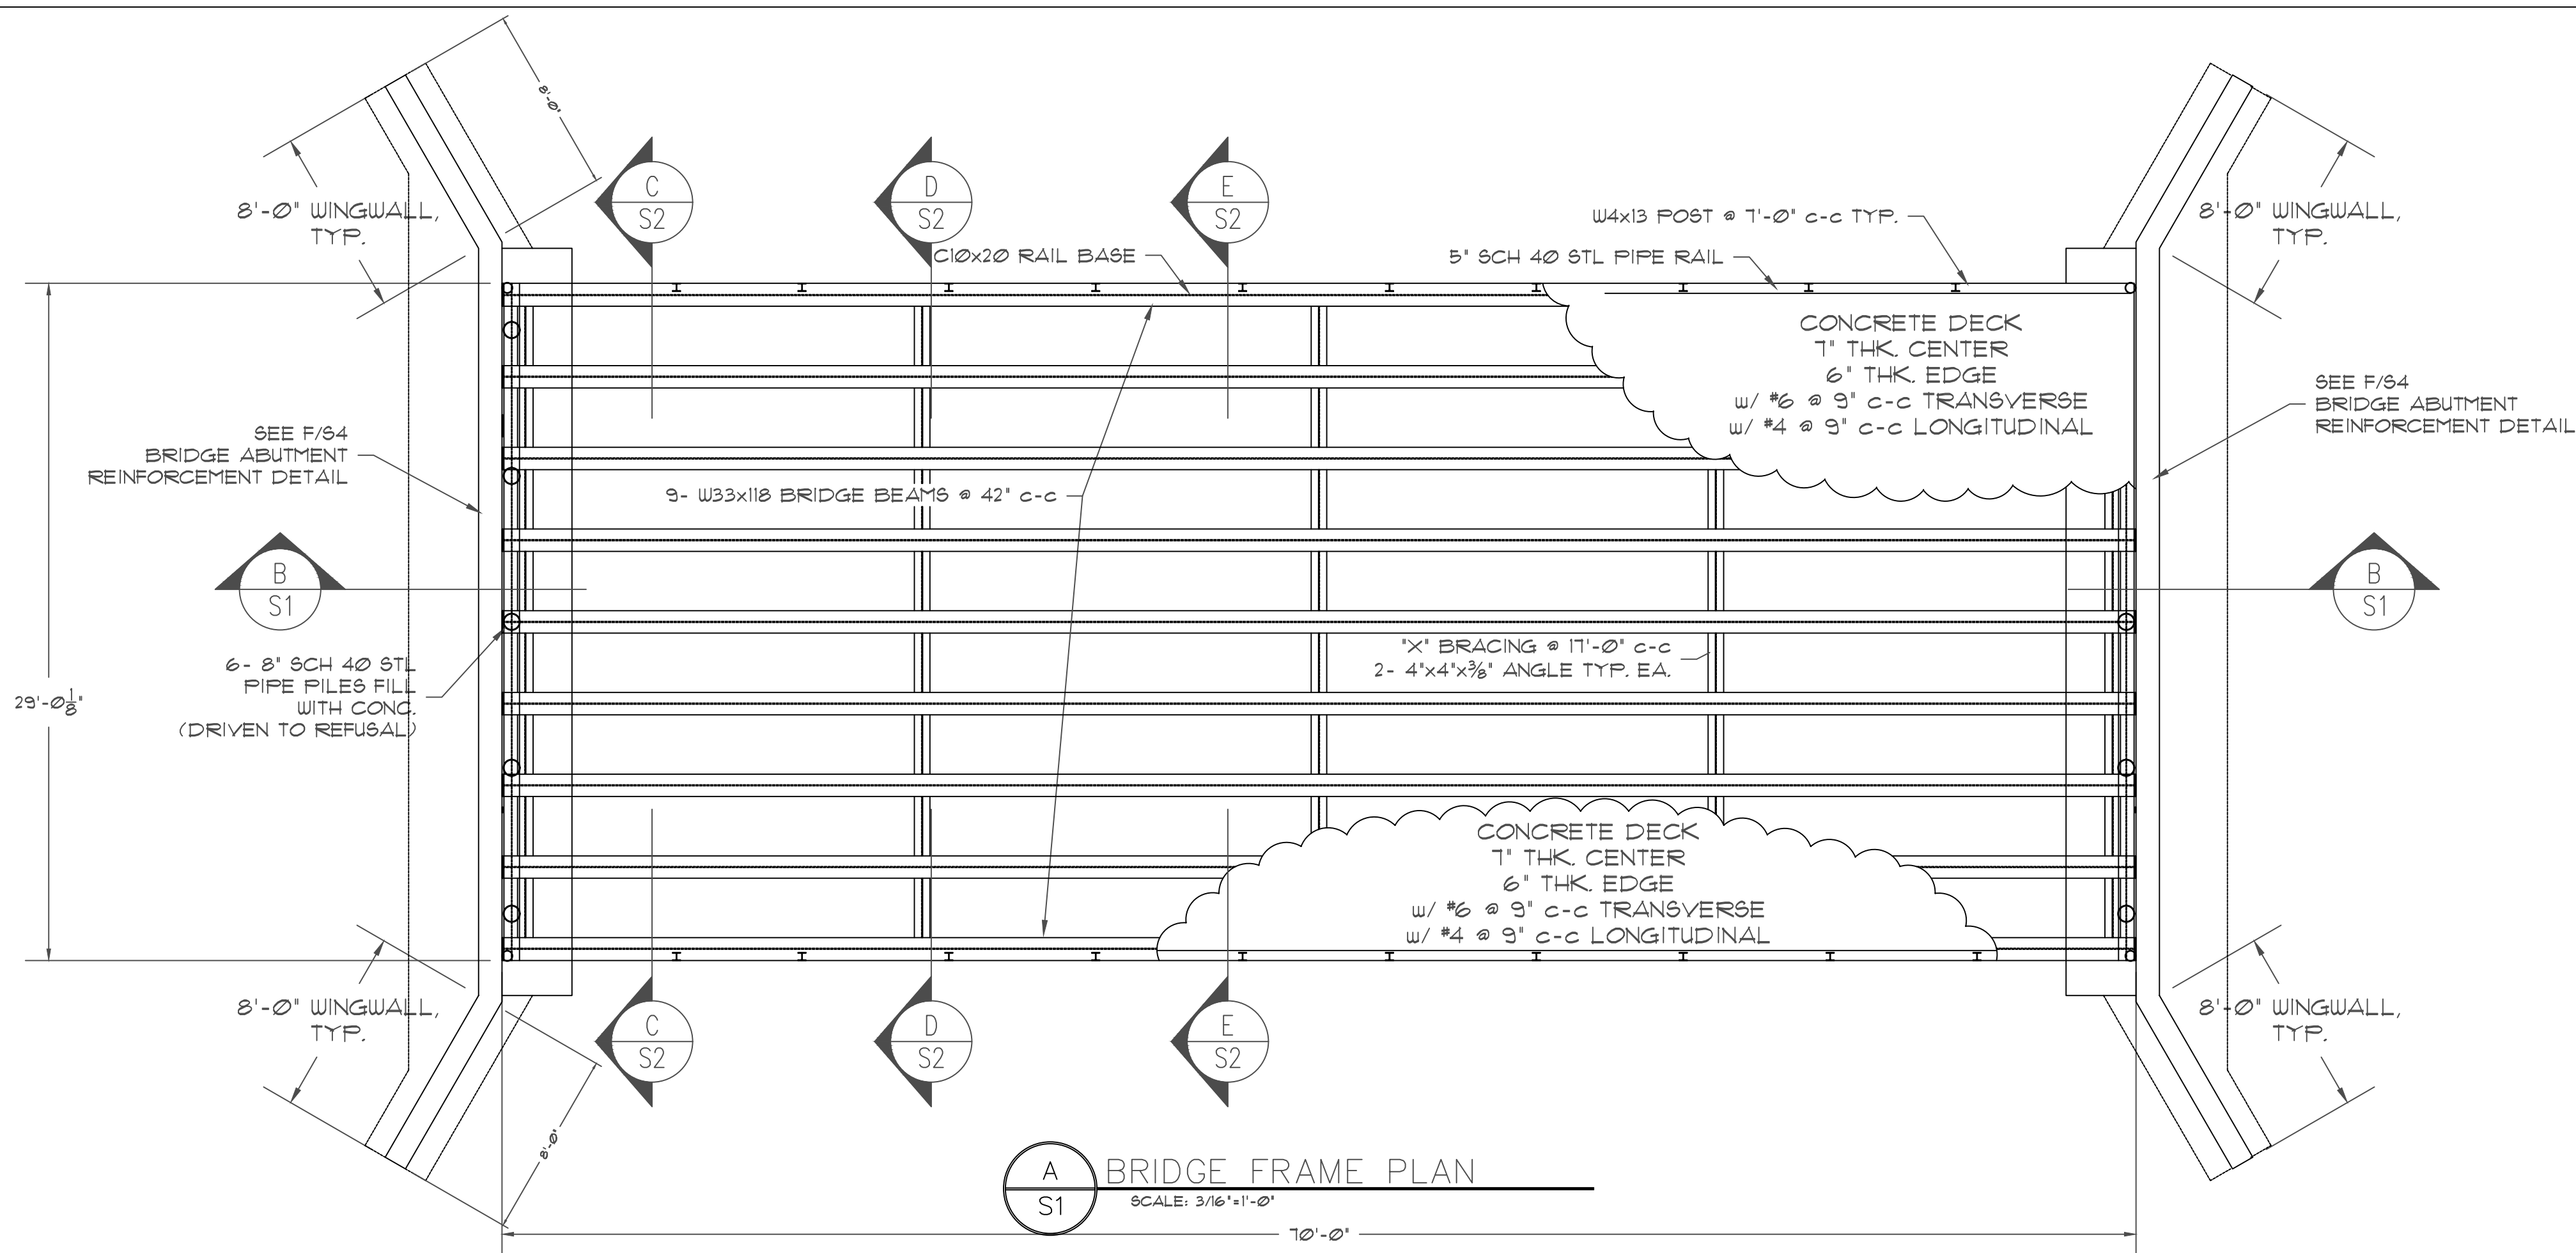 8'-0"
8'-0" WINGWALL,
TYP.
C
S2
D
S2
E
S2
C10x20 RAIL BASE
W4x13 POST @ 7'-0" c-c TYP.
5" SCH 40 STL PIPE RAIL
8'-0" WINGWALL,
TYP.
CONCRETE DECK
7" THK. CENTER
6" THK. EDGE
w/ #6 @ 9" c-c TRANSVERSE
w/ #4 @ 9" c-c LONGITUDINAL
SEE F/S4
BRIDGE ABUTMENT
REINFORCEMENT DETAIL
SEE F/S4
BRIDGE ABUTMENT
REINFORCEMENT DETAIL
9- W33x118 BRIDGE BEAMS @ 42" c-c
B
S1
B
S1
"X" BRACING @ 17'-0" c-c
2- 4"x4"x3/8" ANGLE TYP. EA.
6- 8" SCH 40 STL
PIPE PILES FILL
WITH CONC.
(DRIVEN TO REFUSAL)
29'-0 1/8"
CONCRETE DECK
7" THK. CENTER
6" THK. EDGE
w/ #6 @ 9" c-c TRANSVERSE
w/ #4 @ 9" c-c LONGITUDINAL
8'-0" WINGWALL,
TYP.
C
S2
D
S2
E
S2
8'-0" WINGWALL,
TYP.
8'-0"
A
S1
BRIDGE FRAME PLAN
SCALE: 3/16"=1'-0"
70'-0"